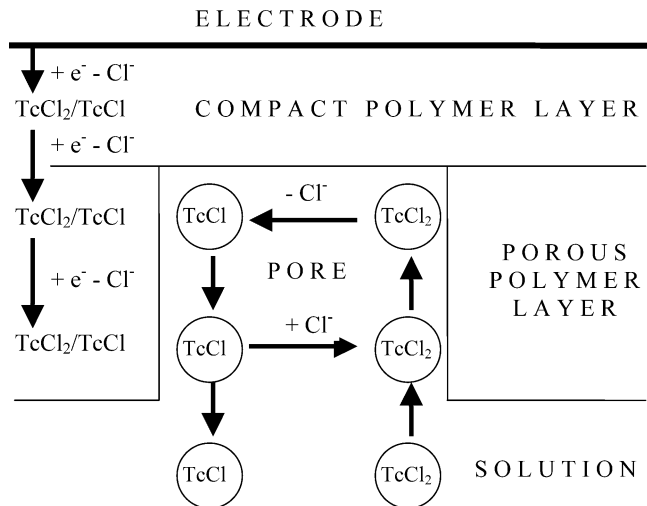 ELECTRODE
+ e⁻ - Cl⁻
TcCl₂/TcCl
COMPACT POLYMER LAYER
+ e⁻ - Cl⁻
TcCl₂/TcCl
TcCl
- Cl⁻
TcCl₂
POROUS
POLYMER
LAYER
PORE
+ e⁻ - Cl⁻
TcCl₂/TcCl
TcCl
+ Cl⁻
TcCl₂
TcCl
TcCl₂
SOLUTION